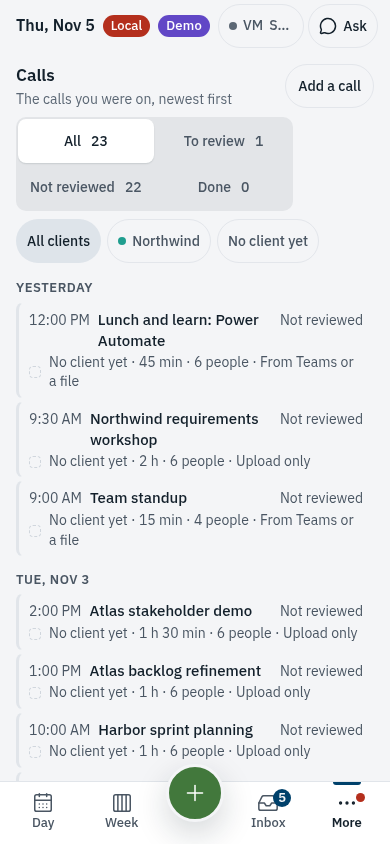 Thu, Nov 5 Local Demo VM S... Ask
Calls
The calls you were on, newest first
Add a call
All 23 To review 1
Not reviewed 22 Done 0
All clients Northwind No client yet
YESTERDAY
12:00 PM Lunch and learn: Power Automate Not reviewed
No client yet · 45 min · 6 people · From Teams or a file
9:30 AM Northwind requirements workshop Not reviewed
No client yet · 2 h · 6 people · Upload only
9:00 AM Team standup Not reviewed
No client yet · 15 min · 4 people · From Teams or a file
TUE, NOV 3
2:00 PM Atlas stakeholder demo Not reviewed
No client yet · 1 h 30 min · 6 people · Upload only
1:00 PM Atlas backlog refinement Not reviewed
No client yet · 1 h · 6 people · Upload only
10:00 AM Harbor sprint planning Not reviewed
No client yet · 1 h · 6 people · Upload only
Day Week Inbox 5 More